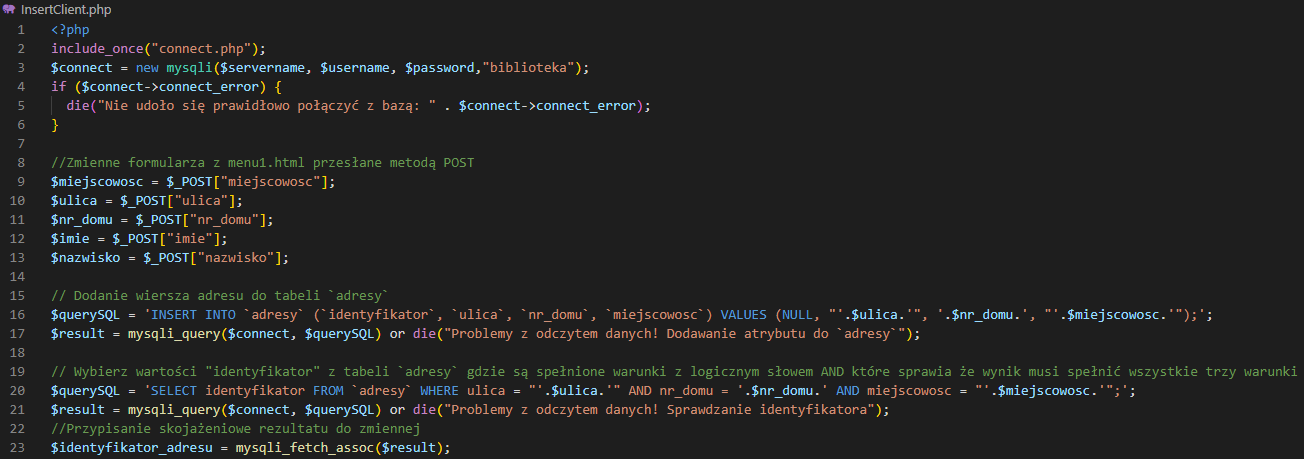 InsertClient.php
1 <?php
2 include_once("connect.php");
3 $connect = new mysqli($servername, $username, $password,"biblioteka");
4 if ($connect->connect_error) {
5 die("Nie udoło się prawidłowo połączyć z bazą: " . $connect->connect_error);
6 }
7
8 //Zmienne formularza z menu1.html przesłane metodą POST
9 $miejscowosc = $_POST["miejscowosc"];
10 $ulica = $_POST["ulica"];
11 $nr_domu = $_POST["nr_domu"];
12 $imie = $_POST["imie"];
13 $nazwisko = $_POST["nazwisko"];
14
15 // Dodanie wiersza adresu do tabeli `adresy`
16 $querySQL = 'INSERT INTO `adresy` (`identyfikator`, `ulica`, `nr_domu`, `miejscowosc`) VALUES (NULL, "'.$ulica.'", '.$nr_domu.', "'.$miejscowosc.'");';
17 $result = mysqli_query($connect, $querySQL) or die("Problemy z odczytem danych! Dodawanie atrybutu do `adresy`");
18
19 // Wybierz wartości "identyfikator" z tabeli `adresy` gdzie są spełnione warunki z logicznym słowem AND które sprawia że wynik musi spełnić wszystkie trzy warunki
20 $querySQL = 'SELECT identyfikator FROM `adresy` WHERE ulica = "'.$ulica.'" AND nr_domu = '.$nr_domu.' AND miejscowosc = "'.$miejscowosc.'";';
21 $result = mysqli_query($connect, $querySQL) or die("Problemy z odczytem danych! Sprawdzanie identyfikatora");
22 //Przypisanie skojażeniowe rezultatu do zmiennej
23 $identyfikator_adresu = mysqli_fetch_assoc($result);